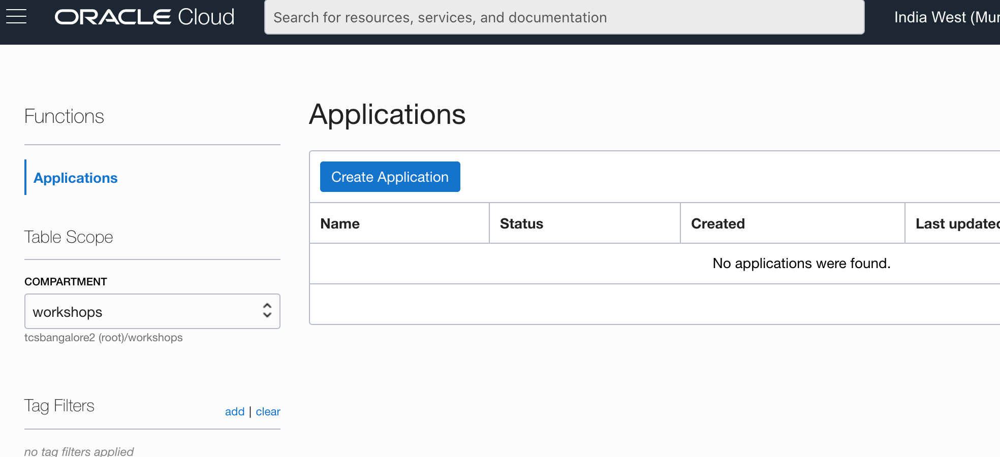 ORACLE Cloud
Search for resources, services, and documentation
India West (Mu
Functions
Applications
Table Scope
COMPARTMENT
workshops
tcsbangalore2 (root)/workshops
Tag Filters
add | clear
no tag filters applied
Applications
Create Application
Name Status Created Last updated
No applications were found.